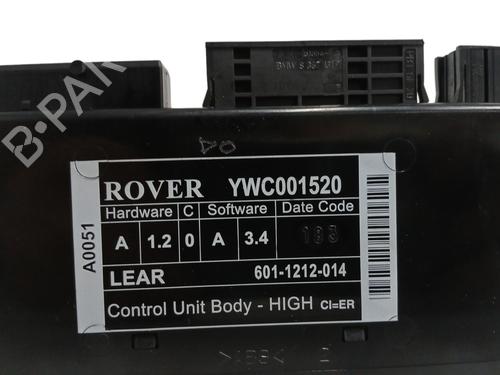 B-PARTS
ROVER YWC001520
Hardware C Software Date Code
A 1.2 0 A 3.4 193
LEAR 601-1212-014
Control Unit Body - HIGH CI=ER
A0051